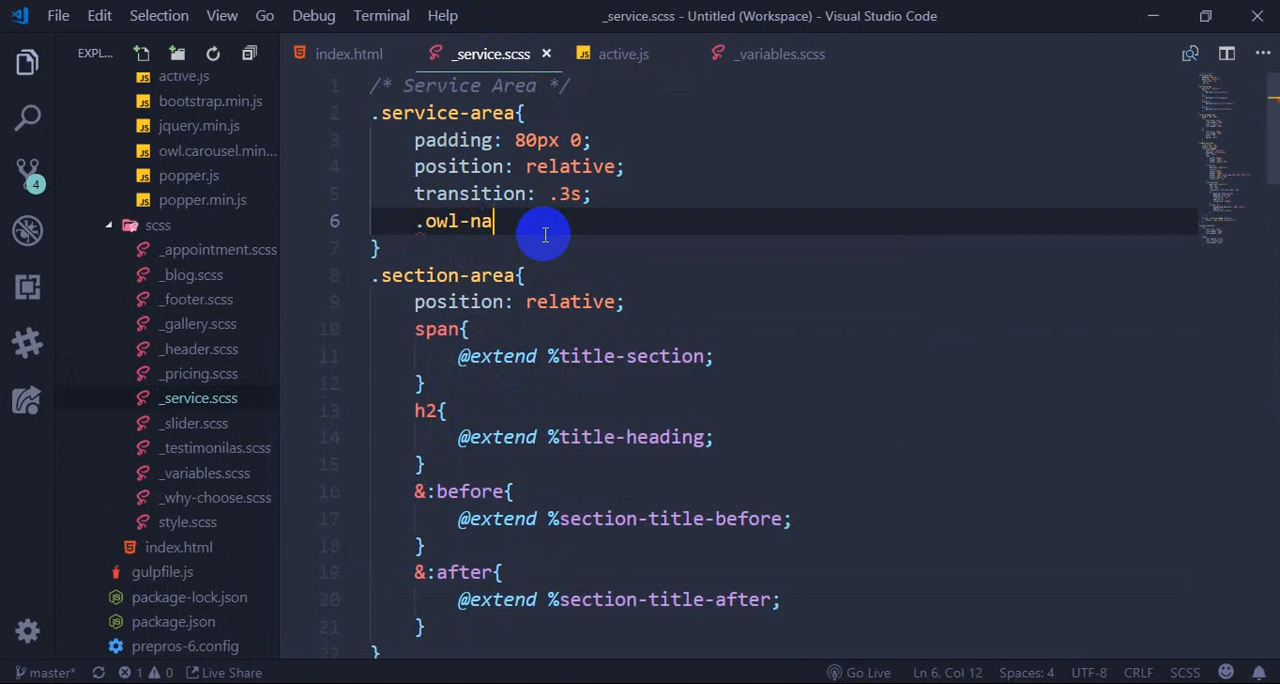 File Edit Selection View Go Debug Terminal Help _service.scss - Untitled (Workspace) - Visual Studio Code
EXPL...
index.html _service.scss × active.js _variables.scss
active.js
bootstrap.min.js
jquery.min.js
owl.carousel.min...
popper.js
popper.min.js
scss
_appointment.scss
_blog.scss
_footer.scss
_gallery.scss
_header.scss
_pricing.scss
_service.scss
_slider.scss
_testimonilas.scss
_variables.scss
_why-choose.scss
style.scss
index.html
gulpfile.js
package-lock.json
package.json
prepros-6.config
4
1 /* Service Area */
2 .service-area{
3 padding: 80px 0;
4 position: relative;
5 transition: .3s;
6 .owl-na
7 }
8 .section-area{
9 position: relative;
10 span{
11 @extend %title-section;
12 }
13 h2{
14 @extend %title-heading;
15 }
16 &:before{
17 @extend %section-title-before;
18 }
19 &:after{
20 @extend %section-title-after;
21 }
22 }
master* 1 0 Live Share Go Live Ln 6, Col 12 Spaces: 4 UTF-8 CRLF SCSS